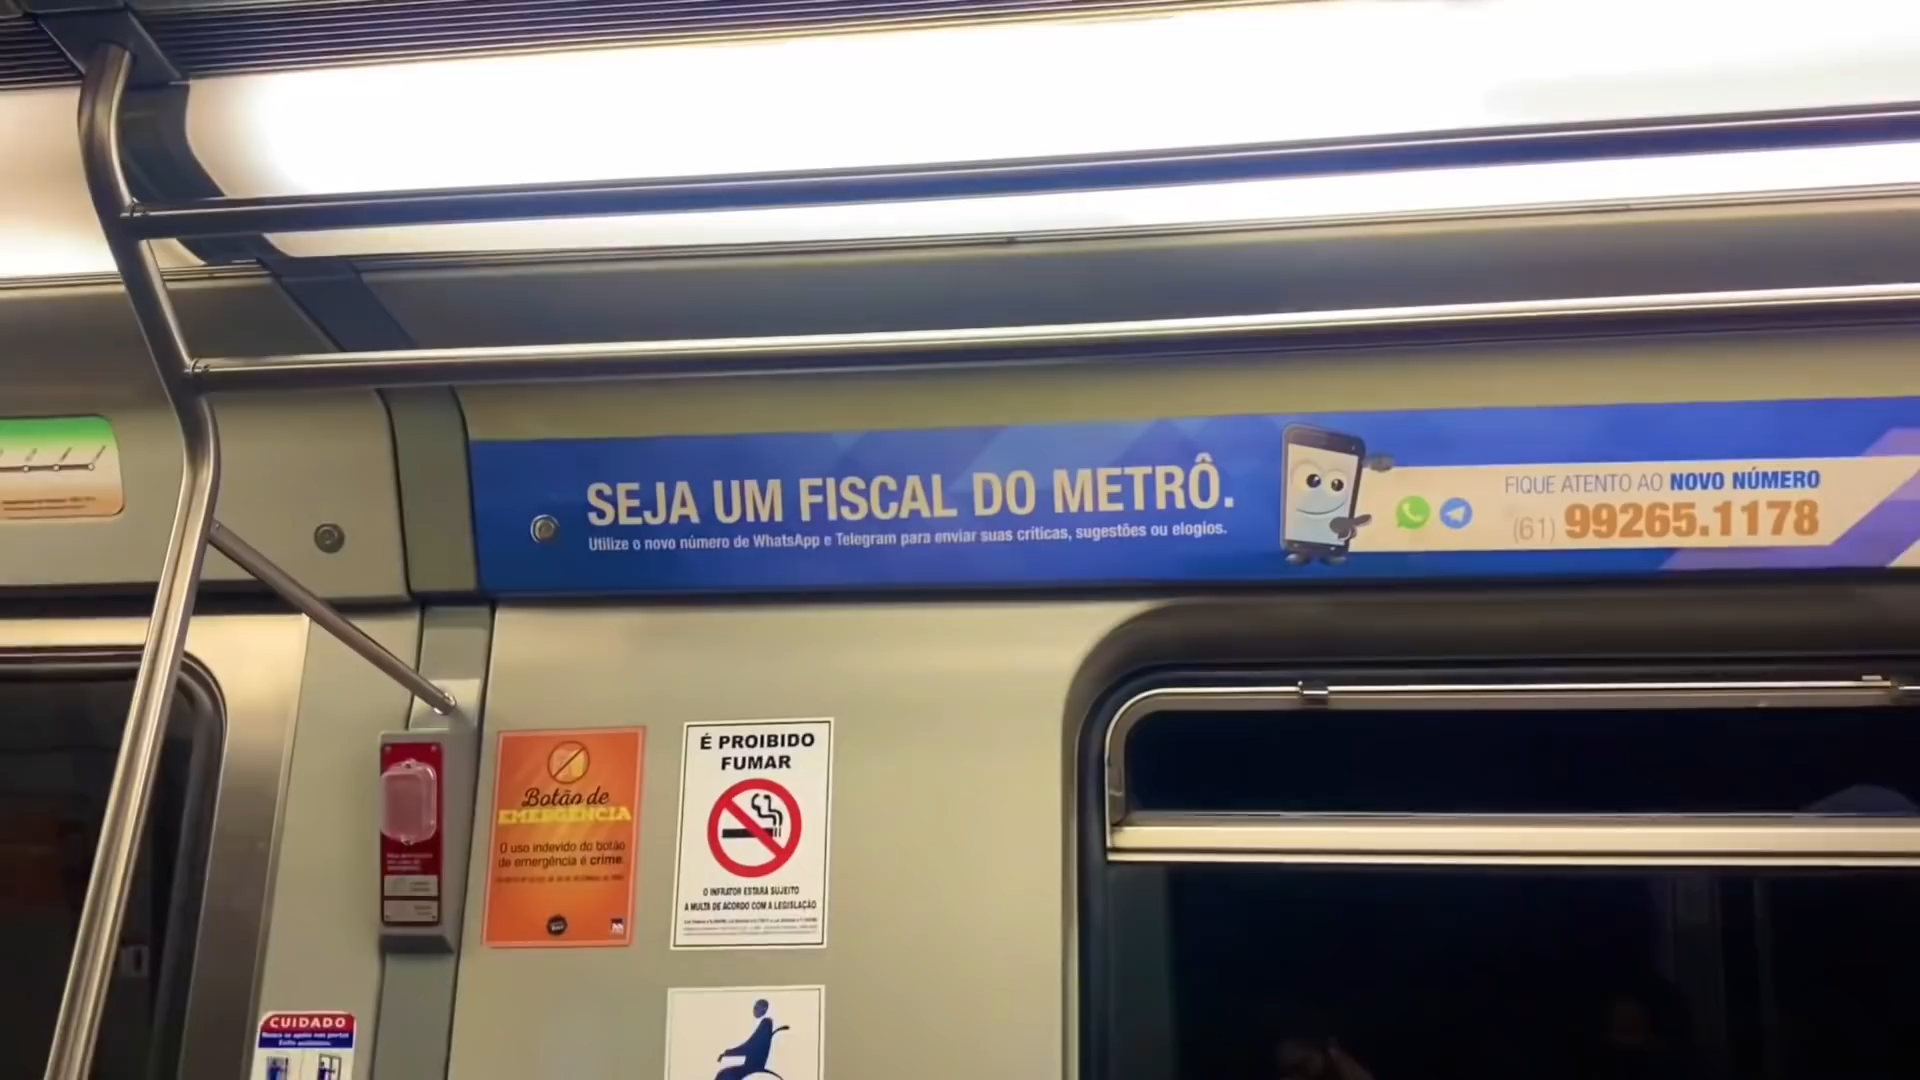 SEJA UM FISCAL DO METRÔ.
Utilize o novo número de WhatsApp e Telegram para enviar suas críticas, sugestões ou elogios.
FIQUE ATENTO AO NOVO NÚMERO
(61) 99265.1178
Botão de
EMERGÊNCIA
O uso indevido do botão
de emergência é crime.
É PROIBIDO
FUMAR
O INFRATOR ESTARÁ SUJEITO
A MULTA DE ACORDO COM A LEGISLAÇÃO
CUIDADO